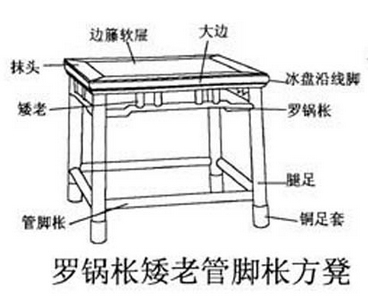 边簾软屉
大边
抹头
冰盘沿线脚
矮老
罗锅枨
腿足
管脚枨
铜足套
罗锅枨矮老管脚枨方凳